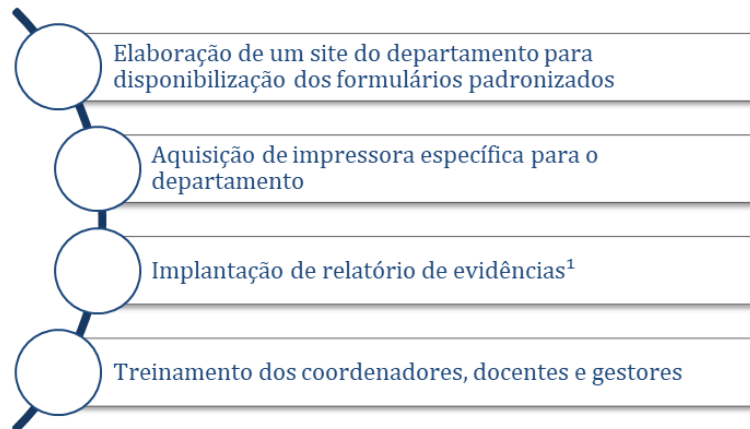 Elaboração de um site do departamento para
disponibilização dos formulários padronizados
Aquisição de impressora específica para o
departamento
Implantação de relatório de evidências¹
Treinamento dos coordenadores, docentes e gestores